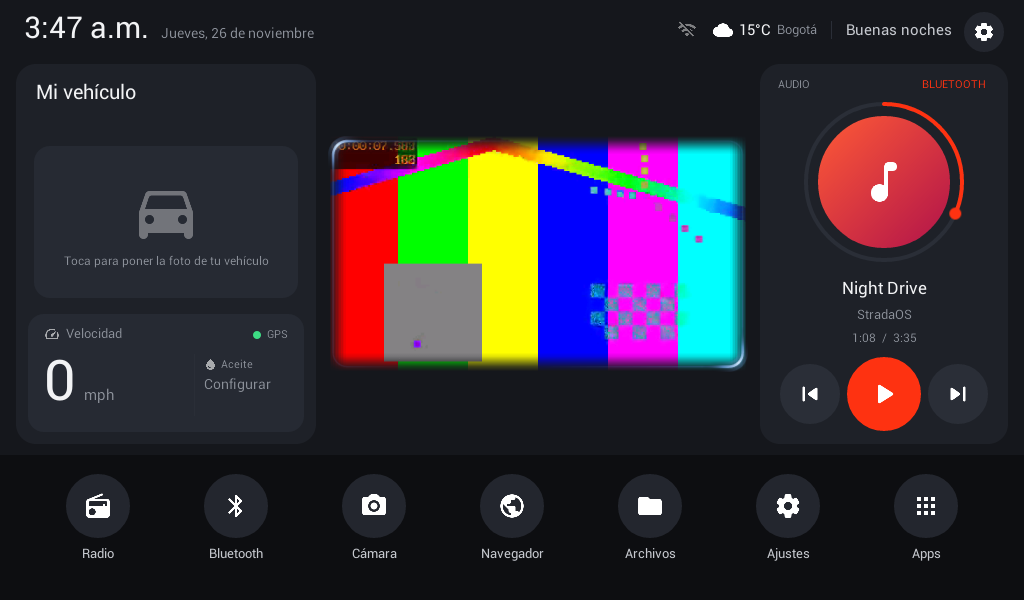 3:47 a.m.
Jueves, 26 de noviembre
15°C Bogotá
Buenas noches
Mi vehículo
Toca para poner la foto de tu vehículo
Velocidad
GPS
0 mph
Aceite
Configurar
180
AUDIO
BLUETOOTH
Night Drive
StradaOS
1:08 / 3:35
Radio
Bluetooth
Cámara
Navegador
Archivos
Ajustes
Apps